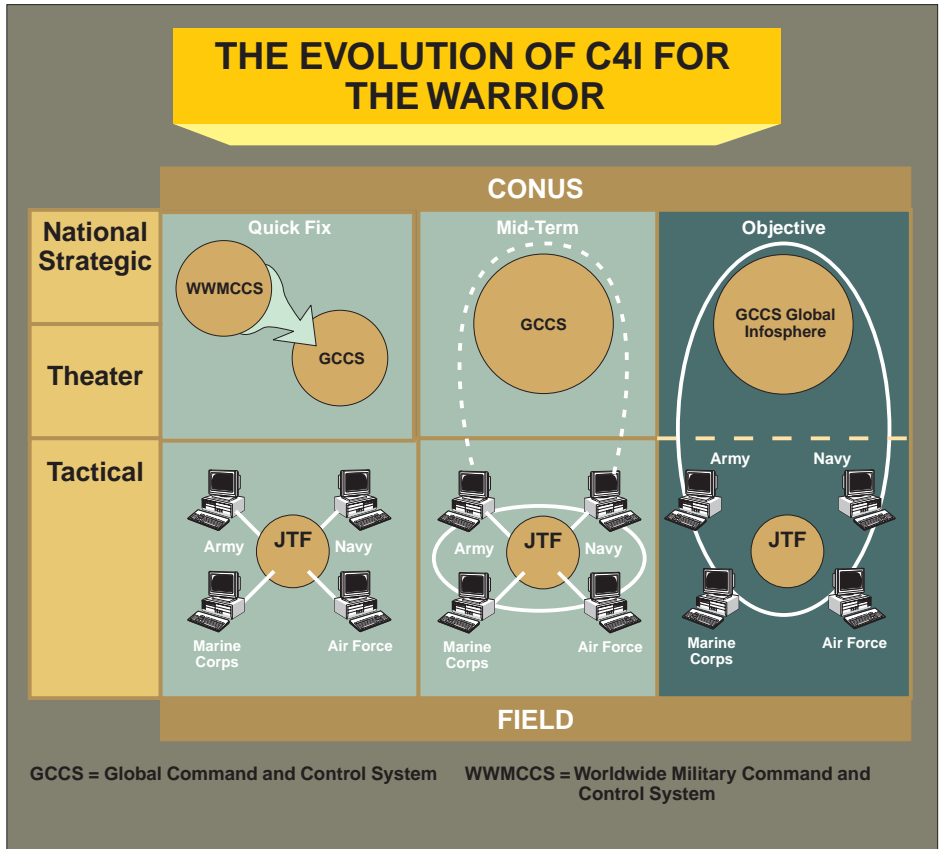 THE EVOLUTION OF C4I FOR
THE WARRIOR
CONUS
National
Strategic
Theater
Tactical
Quick Fix
WWMCCS
GCCS
JTF
Army
Navy
Marine
Corps
Air Force
Mid-Term
GCCS
JTF
Army
Navy
Marine
Corps
Air Force
Objective
GCCS Global
Infosphere
Army
Navy
JTF
Marine
Corps
Air Force
FIELD
GCCS = Global Command and Control System
WWMCCS = Worldwide Military Command and
Control System